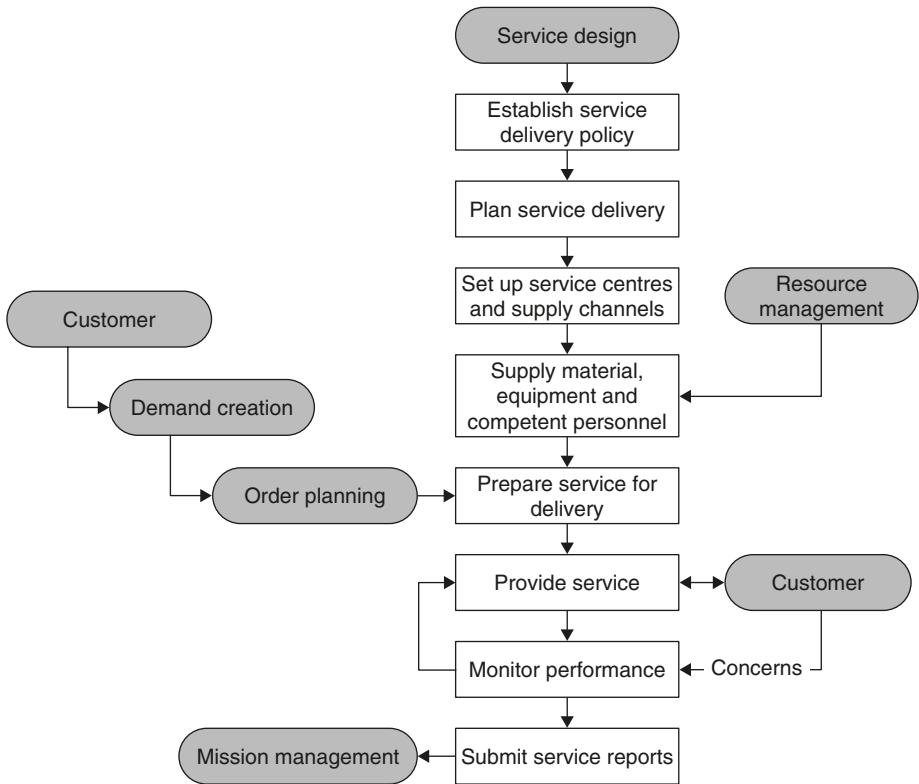 Service design
Establish service
delivery policy
Plan service delivery
Set up service centres
and supply channels
Resource
management
Customer
Supply material,
equipment and
competent personnel
Demand creation
Order planning
Prepare service for
delivery
Provide service
Customer
Monitor performance
Concerns
Mission management
Submit service reports